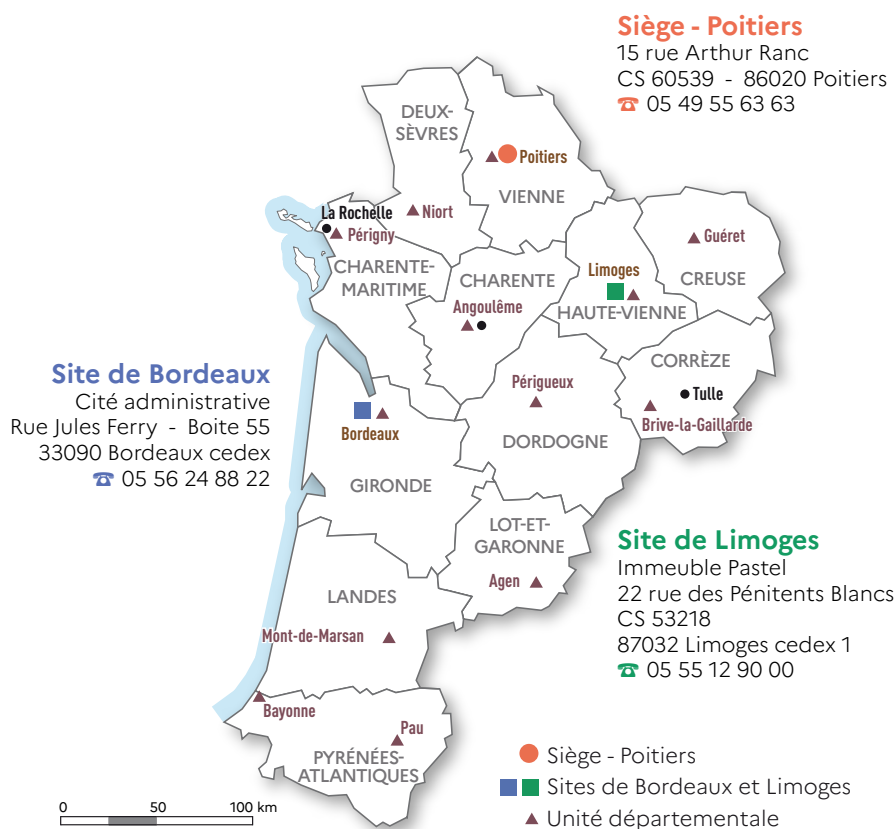 Siège - Poitiers
15 rue Arthur Ranc
CS 60539 - 86020 Poitiers
☎ 05 49 55 63 63
DEUX-
SÈVRES
Poitiers
VIENNE
La Rochelle
Niort
Périgny
Guéret
CHARENTE-
MARITIME
CHARENTE
Limoges
CREUSE
Angoulême
HAUTE-VIENNE
CORRÈZE
Site de Bordeaux
Cité administrative
Rue Jules Ferry - Boite 55
33090 Bordeaux cedex
☎ 05 56 24 88 22
Périgueux
Tulle
Bordeaux
Brive-la-Gaillarde
DORDOGNE
GIRONDE
LOT-ET-
GARONNE
Agen
Site de Limoges
Immeuble Pastel
22 rue des Pénitents Blancs
CS 53218
87032 Limoges cedex 1
☎ 05 55 12 90 00
LANDES
Mont-de-Marsan
Bayonne
Pau
PYRÉNÉES-
ATLANTIQUES
Siège - Poitiers
Sites de Bordeaux et Limoges
Unité départementale
0 50 100 km